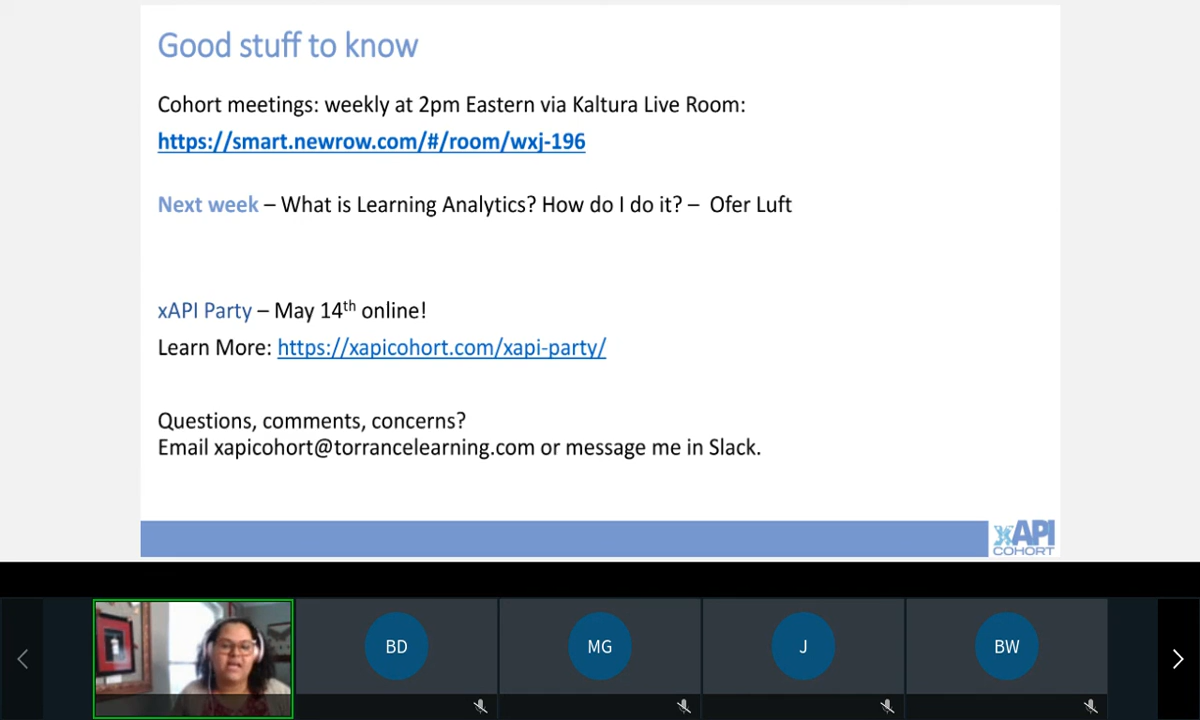 Good stuff to know
Cohort meetings: weekly at 2pm Eastern via Kaltura Live Room:
https://smart.newrow.com/#/room/wxj-196
Next week – What is Learning Analytics? How do I do it? – Ofer Luft
xAPI Party – May 14th online!
Learn More: https://xapicohort.com/xapi-party/
Questions, comments, concerns?
Email xapicohort@torrancelearning.com or message me in Slack.
xAPI
COHORT
BD
MG
J
BW